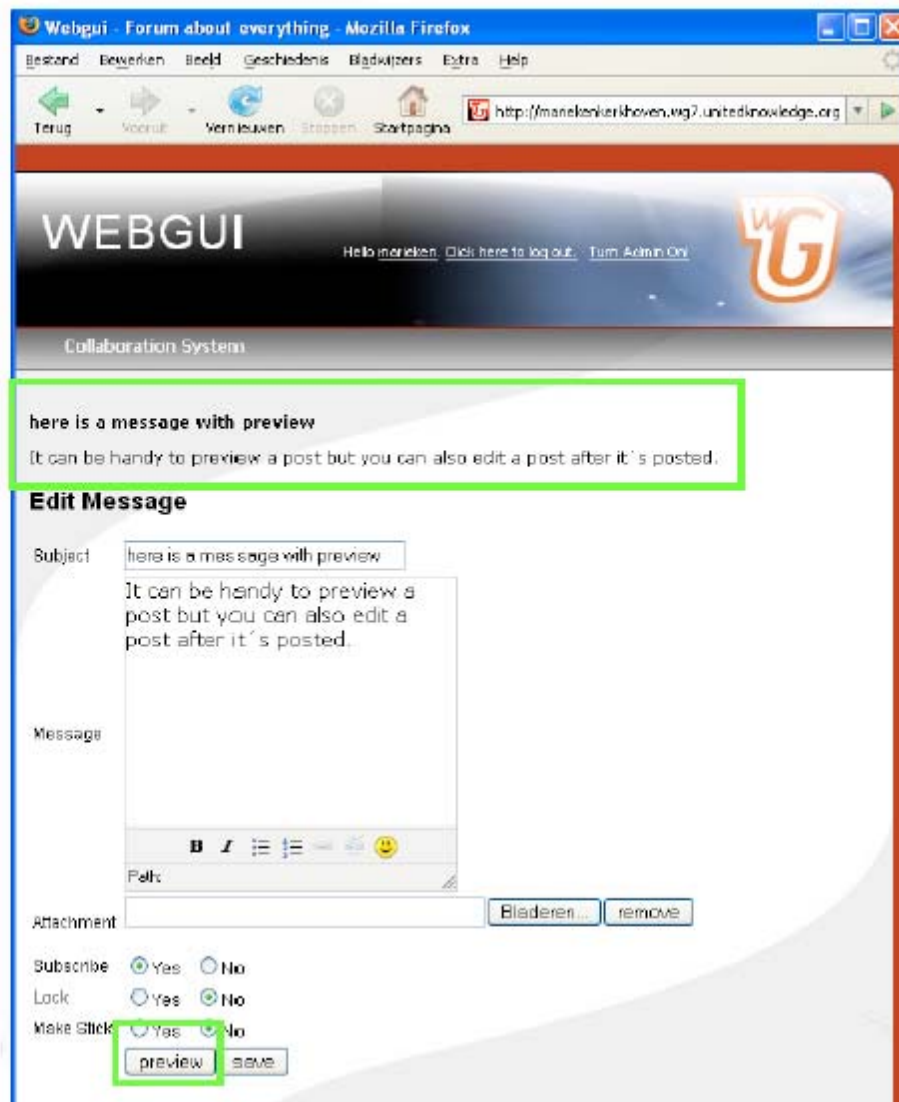 Webgui - Forum about everything - Mozilla Firefox
Bestand Bewerken Beeld Geschiedenis Bladwijzers Extra Help
Terug Vooruit Vernieuwen Stoppen Startpagina http://mariekenkerkhoven.wg7.unitedknowledge.org
WEBGUI
Hello marieken. Click here to log out. Turn Admin On!
WG
Collaboration System
here is a message with preview
It can be handy to preview a post but you can also edit a post after it´s posted.
Edit Message
Subject here is a message with preview
It can be handy to preview a
post but you can also edit a
post after it´s posted.
Message
B I
Path:
Attachment Bladeren... remove
Subscribe Yes No
Lock Yes No
Make Stick Yes No
preview save